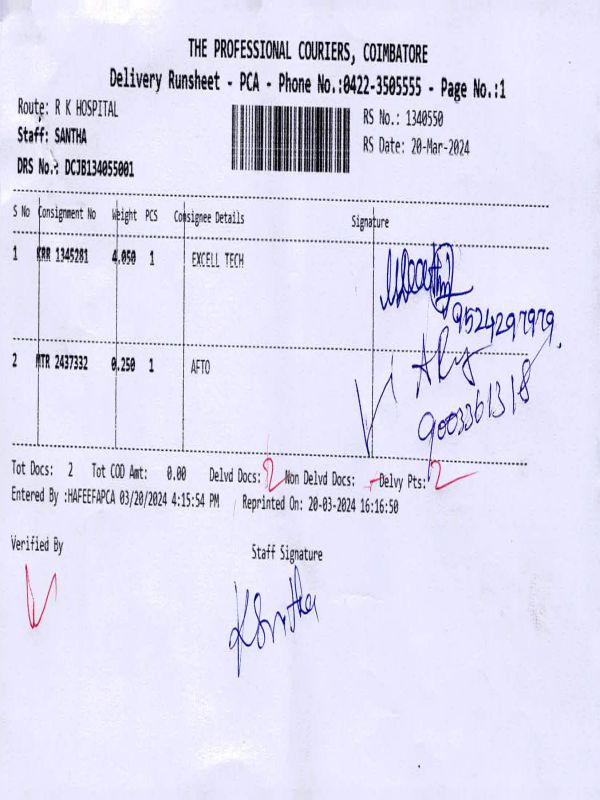 THE PROFESSIONAL COURIERS, COIMBATORE
Delivery Runsheet - PCA - Phone No.:0422-3505555 - Page No.:1
Route: R K HOSPITAL
RS No.: 1340550
Staff: SANTHA
RS Date: 20-Mar-2024
DRS No.: DCJB134055001
S No Consignment No Weight PCS Consignee Details Signature
1 KRR 1345281 4.050 1 EXCELL TECH
9524297979
2 MTR 2437332 0.250 1 AFTO
9003361318
Tot Docs: 2 Tot COD Amt: 0.00 Delvd Docs: 2 Non Delvd Docs: - Delvy Pts: 2
Entered By :HAFEEFAPCA 03/20/2024 4:15:54 PM Reprinted On: 20-03-2024 16:16:50
Verified By
Staff Signature